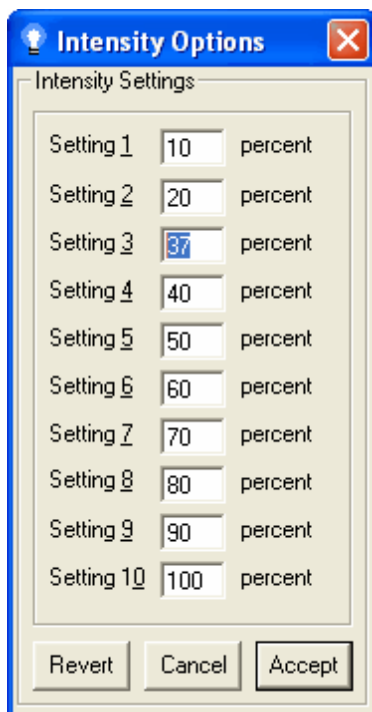 Intensity Options
Intensity Settings
Setting 1 10 percent
Setting 2 20 percent
Setting 3 37 percent
Setting 4 40 percent
Setting 5 50 percent
Setting 6 60 percent
Setting 7 70 percent
Setting 8 80 percent
Setting 9 90 percent
Setting 10 100 percent
Revert Cancel Accept